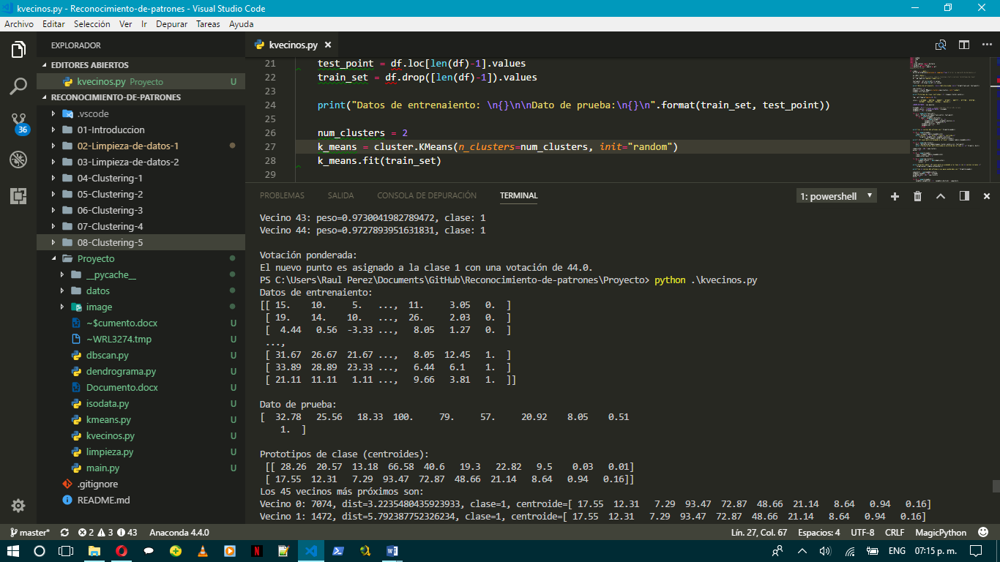 kvecinos.py - Reconocimiento-de-patrones - Visual Studio Code
Archivo Editar Selección Ver Ir Depurar Tareas Ayuda
EXPLORADOR
EDITORES ABIERTOS
kvecinos.py Proyecto U
RECONOCIMIENTO-DE-PATRONES
.vscode
01-Introduccion
02-Limpieza-de-datos-1
03-Limpieza-de-datos-2
04-Clustering-1
05-Clustering-2
06-Clustering-3
07-Clustering-4
08-Clustering-5
Proyecto
__pycache__
datos
image
~$cumento.docx U
~WRL3274.tmp U
dbscan.py U
dendrograma.py U
Documento.docx U
isodata.py U
kmeans.py U
kvecinos.py U
limpieza.py U
main.py U
.gitignore
README.md
36
kvecinos.py
21 test_point = df.loc[len(df)-1].values
22 train_set = df.drop([len(df)-1]).values
23
24 print("Datos de entrenaiento: \n{}\n\nDato de prueba:\n{}\n".format(train_set, test_point))
25
26 num_clusters = 2
27 k_means = cluster.KMeans(n_clusters=num_clusters, init="random")
28 k_means.fit(train_set)
29
PROBLEMAS SALIDA CONSOLA DE DEPURACIÓN TERMINAL 1: powershell
Vecino 43: peso=0.9730041982789472, clase: 1
Vecino 44: peso=0.9727893951631831, clase: 1
Votación ponderada:
El nuevo punto es asignado a la clase 1 con una votación de 44.0.
PS C:\Users\Raul Perez\Documents\GitHub\Reconocimiento-de-patrones\Proyecto> python .\kvecinos.py
Datos de entrenaiento:
[[ 15. 10. 5. ..., 11. 3.05 0. ]
[ 19. 14. 10. ..., 26. 2.03 0. ]
[ 4.44 0.56 -3.33 ..., 8.05 1.27 0. ]
...,
[ 31.67 26.67 21.67 ..., 8.05 12.45 1. ]
[ 33.89 28.89 23.33 ..., 6.44 6.1 1. ]
[ 21.11 11.11 1.11 ..., 9.66 3.81 1. ]]
Dato de prueba:
[ 32.78 25.56 18.33 100. 79. 57. 20.92 8.05 0.51
1. ]
Prototipos de clase (centroides):
[[ 28.26 20.57 13.18 66.58 40.6 19.3 22.82 9.5 0.03 0.01]
[ 17.55 12.31 7.29 93.47 72.87 48.66 21.14 8.64 0.94 0.16]]
Los 45 vecinos más próximos son:
Vecino 0: 7074, dist=3.2235480435923933, clase=1, centroide=[ 17.55 12.31 7.29 93.47 72.87 48.66 21.14 8.64 0.94 0.16]
Vecino 1: 1472, dist=5.792387752326234, clase=1, centroide=[ 17.55 12.31 7.29 93.47 72.87 48.66 21.14 8.64 0.94 0.16]
master* 2 3 43 Anaconda 4.4.0 Lín. 27, Col. 67 Espacios: 4 UTF-8 CRLF MagicPython
ENG 07:15 p. m.